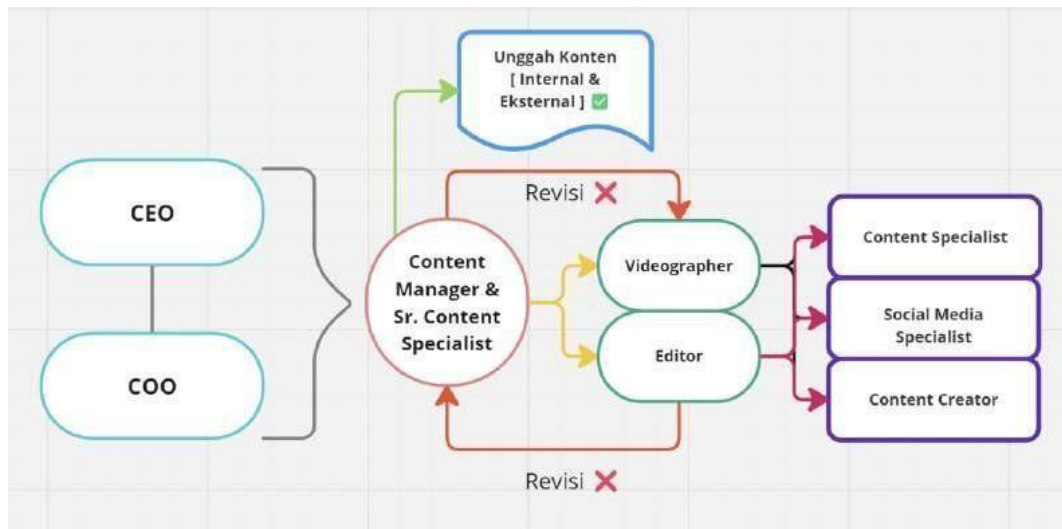 Unggah Konten
[ Internal &
Eksternal ] ✅
Revisi ❌
CEO
COO
Content
Manager &
Sr. Content
Specialist
Videographer
Editor
Content Specialist
Social Media
Specialist
Content Creator
Revisi ❌